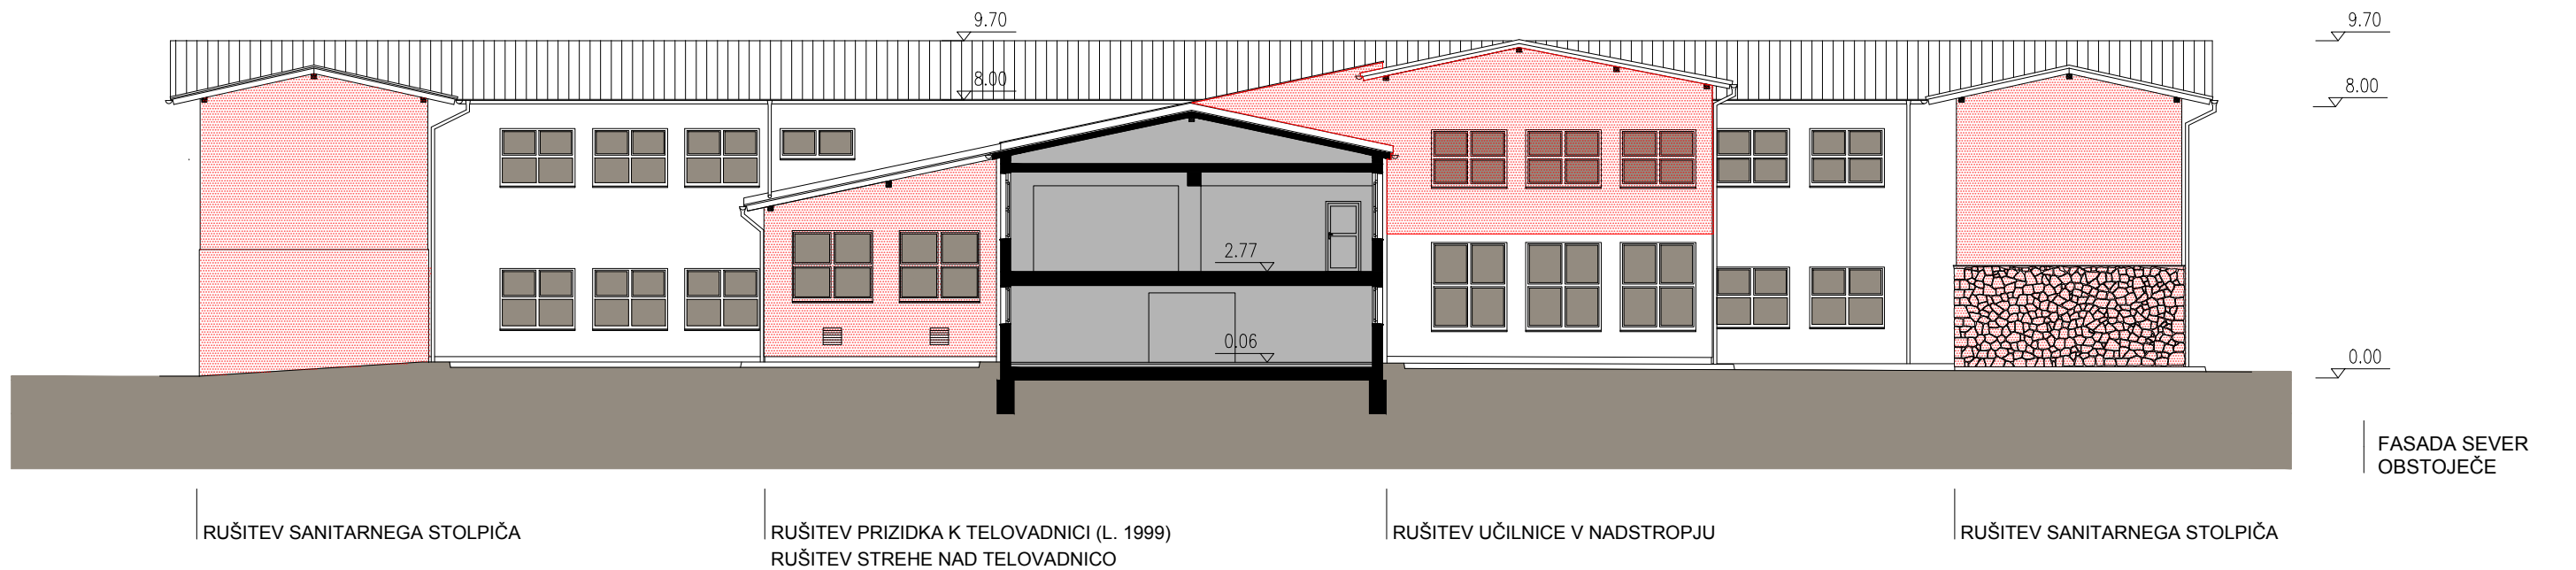 9.70
9.70
8.00
8.00
2.77
0.06
0.00
FASADA SEVER
OBSTOJEČE
RUŠITEV SANITARNEGA STOLPIČA
RUŠITEV PRIZIDKA K TELOVADNICI (L. 1999)
RUŠITEV STREHE NAD TELOVADNICO
RUŠITEV UČILNICE V NADSTROPJU
RUŠITEV SANITARNEGA STOLPIČA